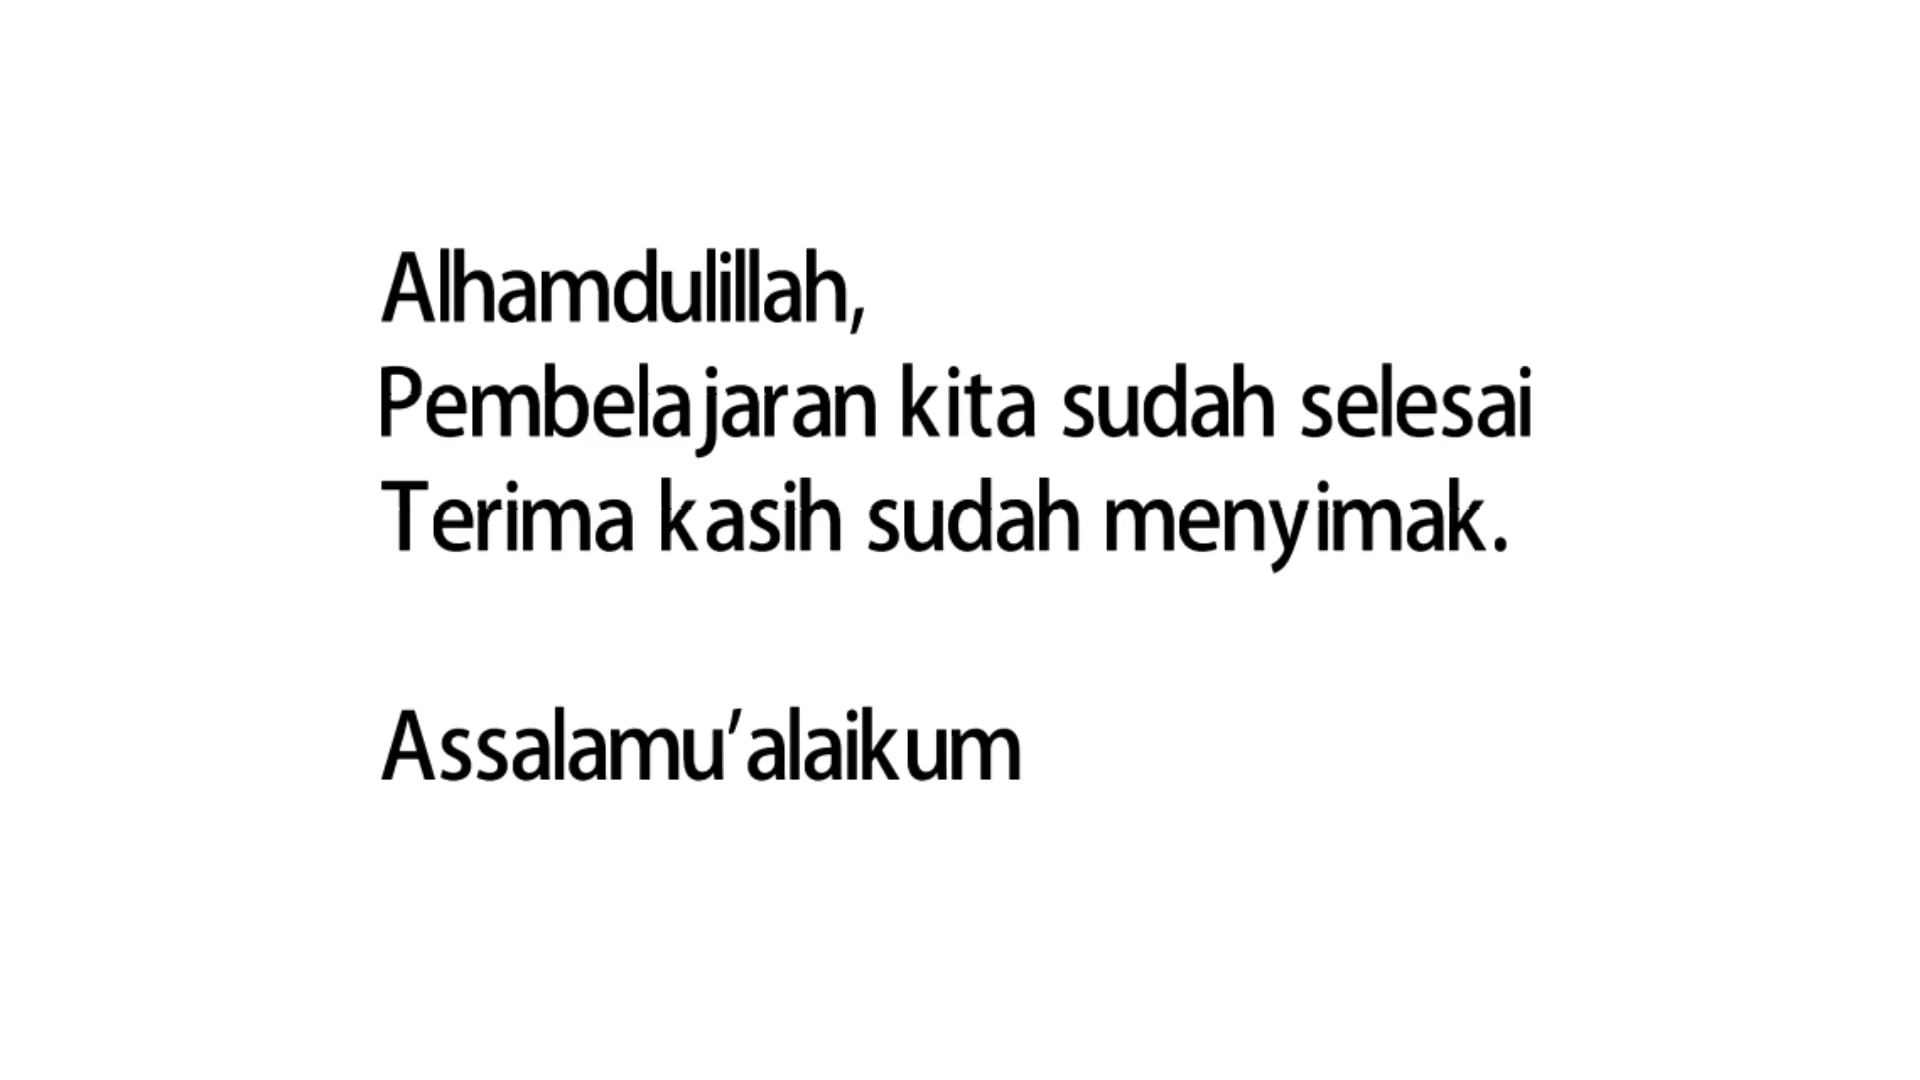 Alhamdulillah,
Pembelajaran kita sudah selesai
Terima kasih sudah menyimak.
Assalamu’alaikum